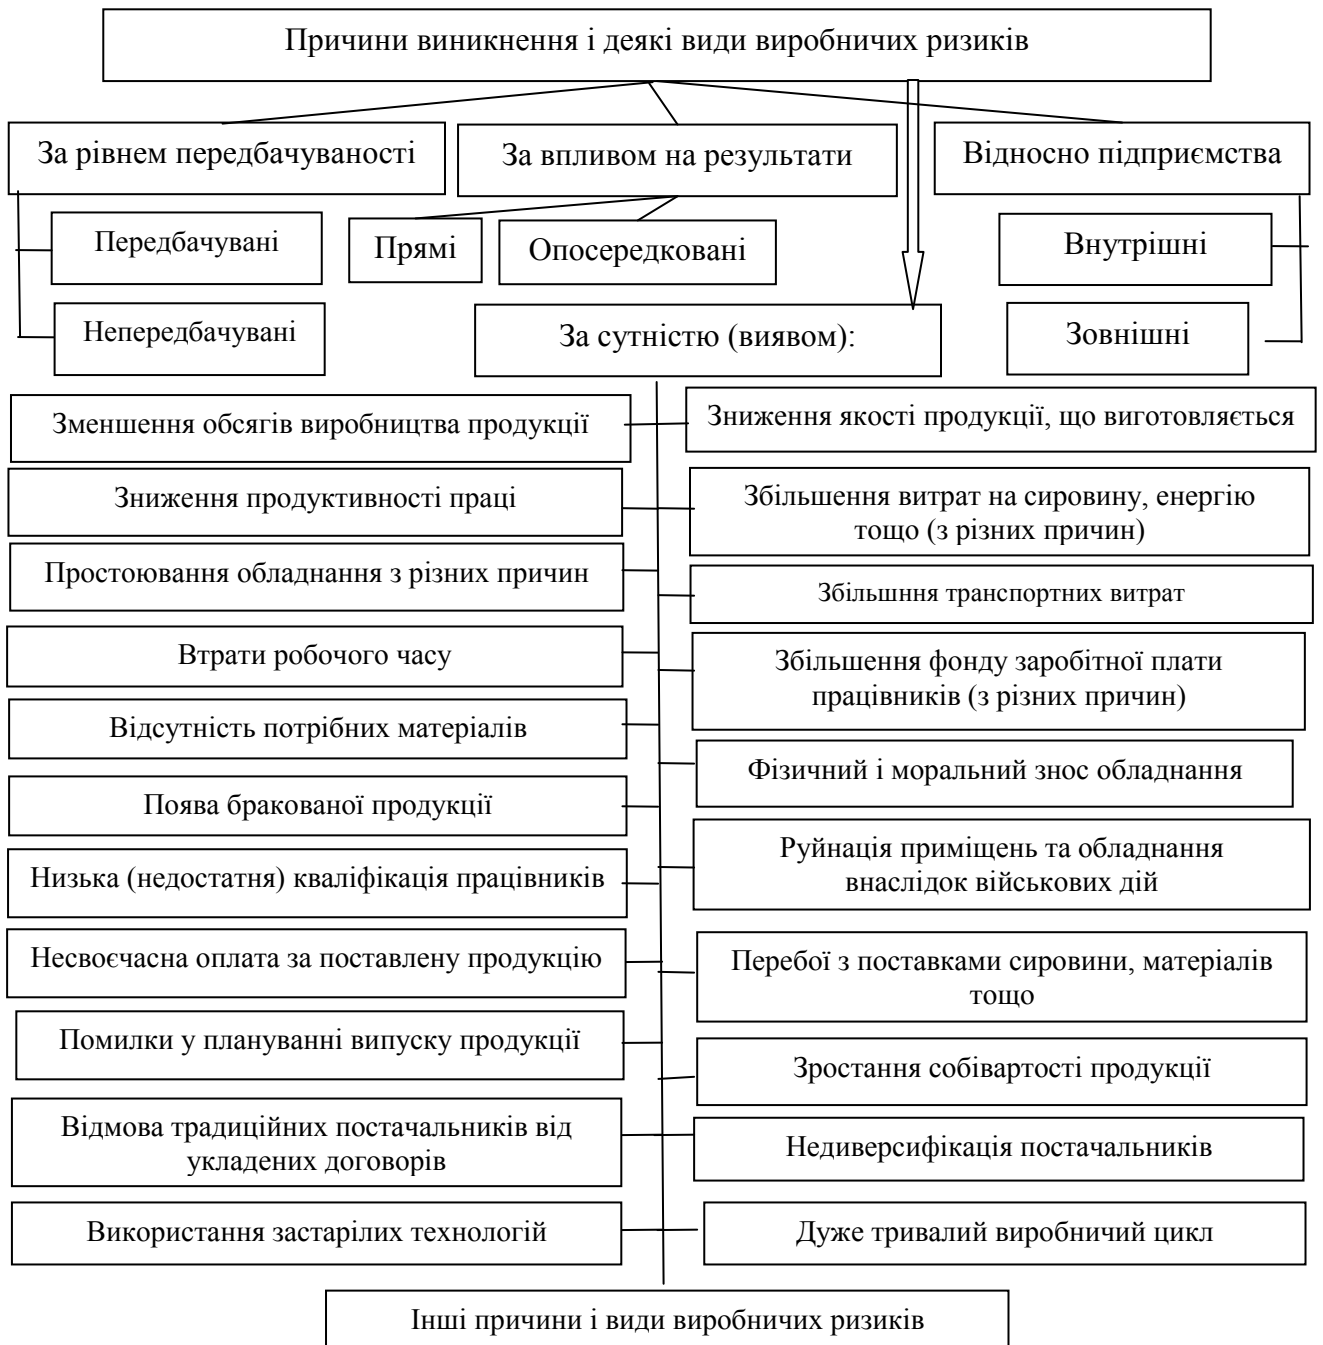 Причини виникнення і деякі види виробничих ризиків
За рівнем передбачуваності
За впливом на результати
Відносно підприємства
Передбачувані
Прямі
Опосередковані
Внутрішні
Непередбачувані
За сутністю (виявом):
Зовнішні
Зменшення обсягів виробництва продукції
Зниження якості продукції, що виготовляється
Зниження продуктивності праці
Збільшення витрат на сировину, енергію
тощо (з різних причин)
Простоювання обладнання з різних причин
Збільшння транспортних витрат
Втрати робочого часу
Збільшення фонду заробітної плати
працівників (з різних причин)
Відсутність потрібних матеріалів
Фізичний і моральний знос обладнання
Поява бракованої продукції
Руйнація приміщень та обладнання
внаслідок військових дій
Низька (недостатня) кваліфікація працівників
Несвоєчасна оплата за поставлену продукцію
Перебої з поставками сировини, матеріалів
тощо
Помилки у плануванні випуску продукції
Зростання собівартості продукції
Відмова традиційних постачальників від
укладених договорів
Недиверсифікація постачальників
Використання застарілих технологій
Дуже тривалий виробничий цикл
Інші причини і види виробничих ризиків